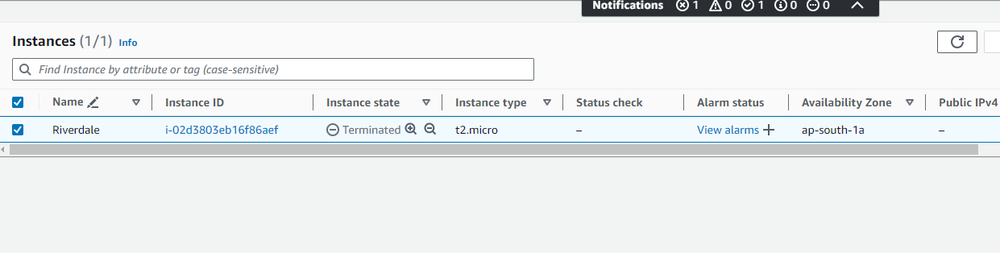 Notifications 1 0 1 0 0
Instances (1/1) Info
Find Instance by attribute or tag (case-sensitive)
Name Instance ID Instance state Instance type Status check Alarm status Availability Zone Public IPv4
Riverdale i-02d3803eb16f86aef Terminated t2.micro – View alarms + ap-south-1a –